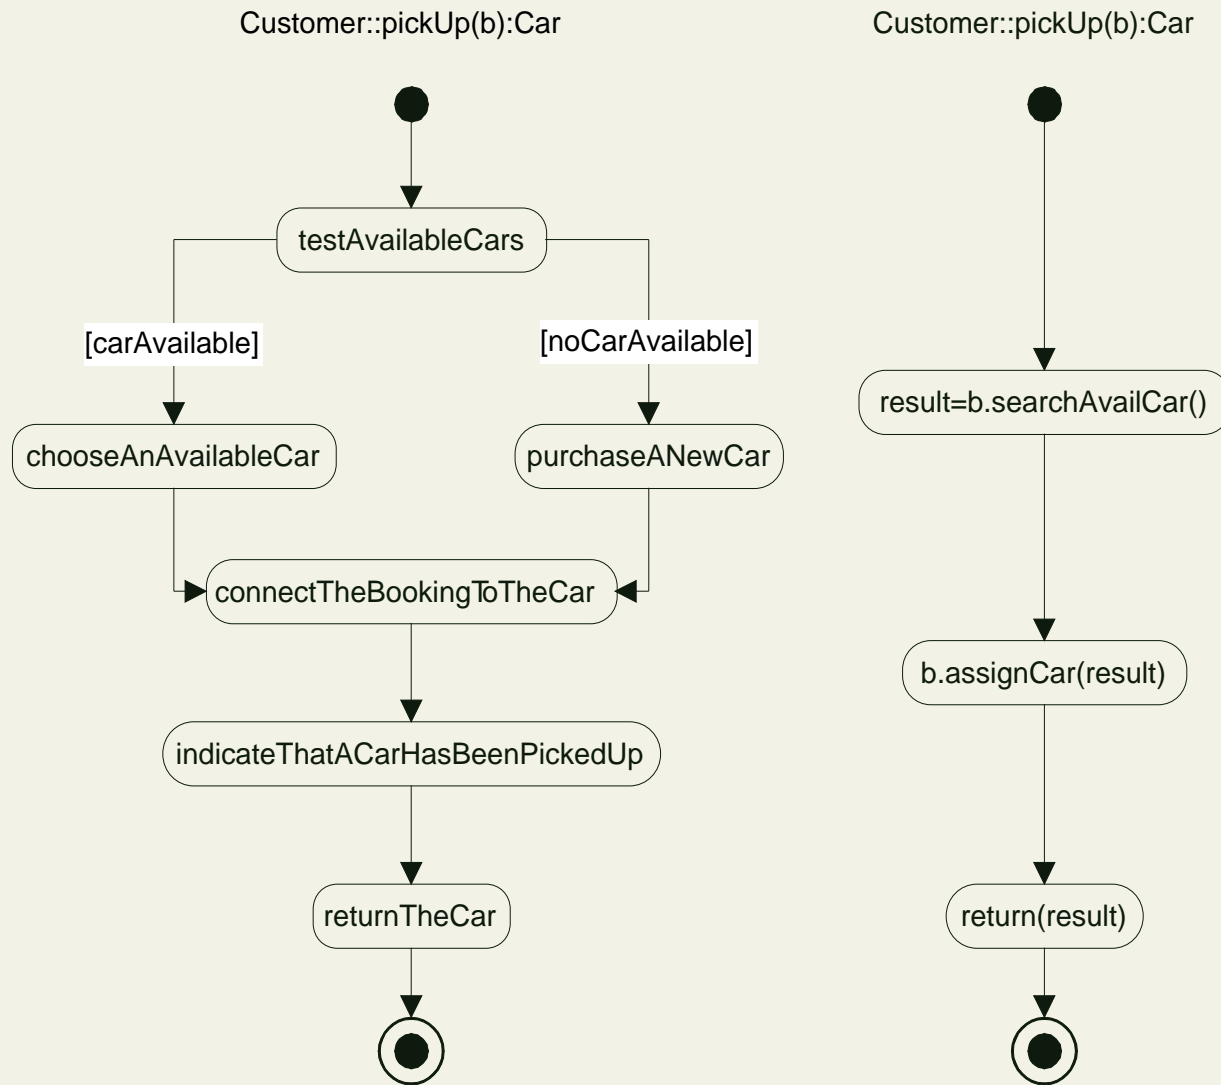 Customer::pickUp(b):Car
testAvailableCars
[carAvailable]
[noCarAvailable]
chooseAnAvailableCar
purchaseANewCar
connectTheBookingToTheCar
indicateThatACarHasBeenPickedUp
returnTheCar
Customer::pickUp(b):Car
result=b.searchAvailCar()
b.assignCar(result)
return(result)